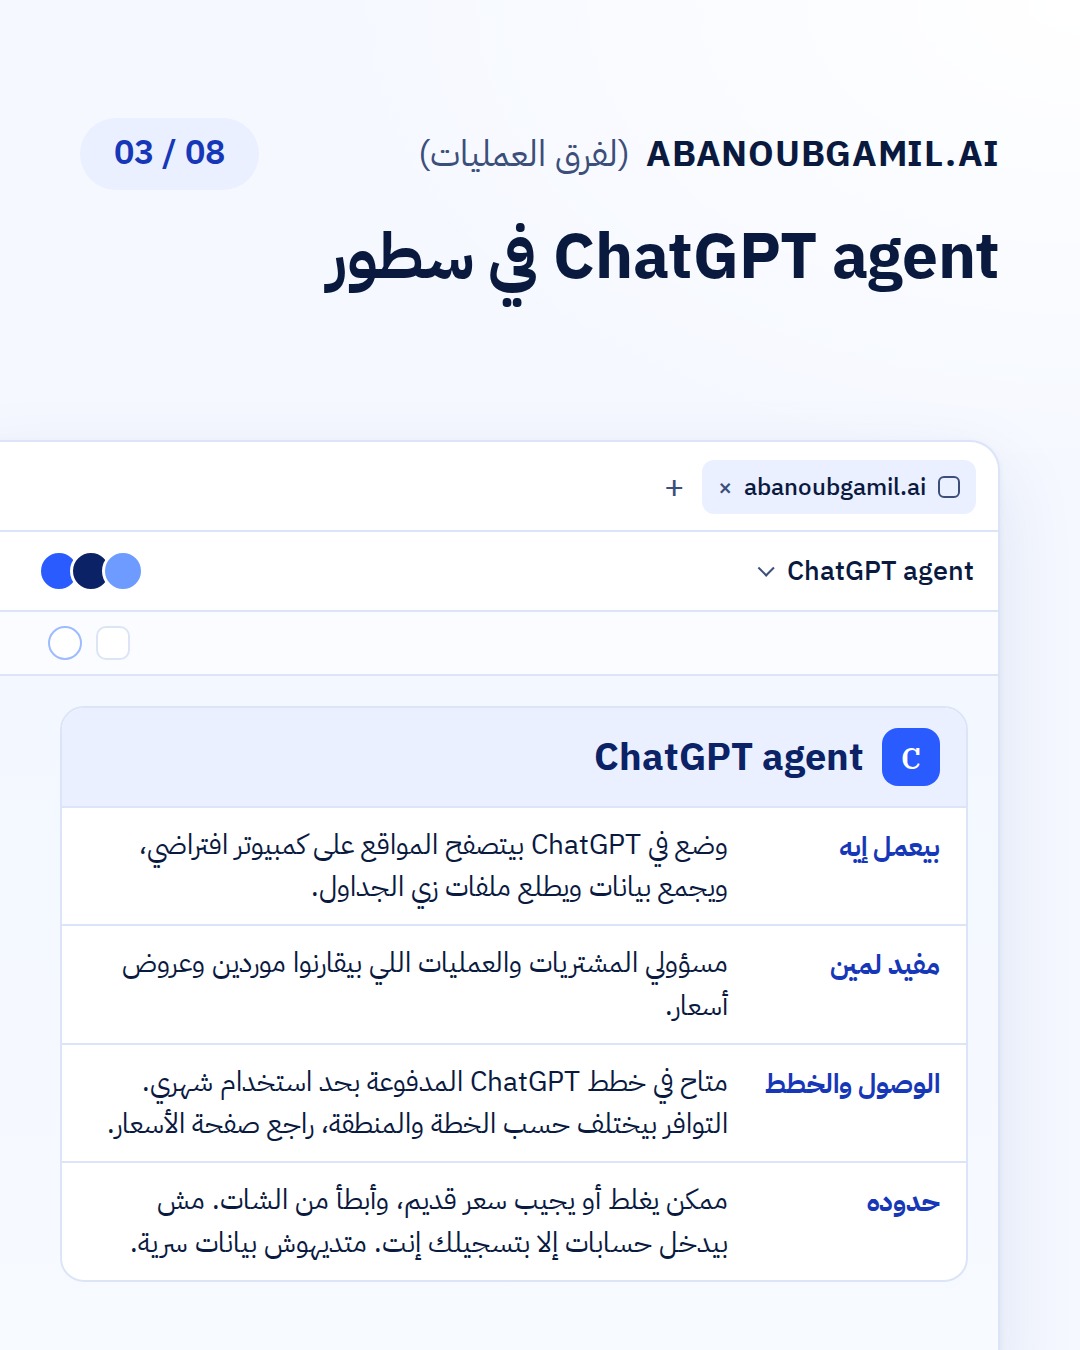 ABANOUBGAMIL.AI (لفرق العمليات)
03 / 08
ChatGPT agent في سطور
abanoubgamil.ai × +
ChatGPT agent
C ChatGPT agent
بيعمل إيه
وضع في ChatGPT بيتصفح المواقع على كمبيوتر افتراضي،
ويجمع بيانات ويطلع ملفات زي الجداول.
مفيد لمين
مسؤولي المشتريات والعمليات اللي بيقارنوا موردين وعروض
أسعار.
الوصول والخطط
متاح في خطط ChatGPT المدفوعة بحد استخدام شهري.
التوافر بيختلف حسب الخطة والمنطقة، راجع صفحة الأسعار.
حدوده
ممكن يغلط أو يجيب سعر قديم، وأبطأ من الشات. مش
بيدخل حسابات إلا بتسجيلك إنت. متديهوش بيانات سرية.